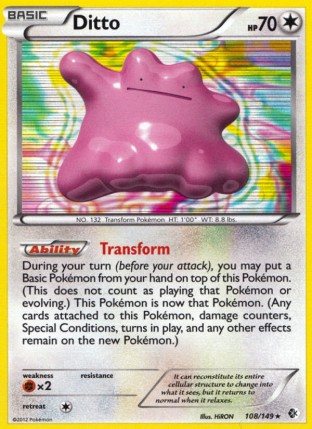 BASIC Ditto HP70
NO. 132 Transform Pokémon HT: 1'00" WT: 8.8 lbs.
Ability Transform
During your turn (before your attack), you may put a
Basic Pokémon from your hand on top of this Pokémon.
(This does not count as playing that Pokémon or
evolving.) This Pokémon is now that Pokémon. (Any
cards attached to this Pokémon, damage counters,
Special Conditions, turns in play, and any other effects
remain on the new Pokémon.)
weakness resistance
×2
retreat
It can reconstitute its entire
cellular structure to change into
what it sees, but it returns to
normal when it relaxes.
©2012 Pokémon Illus. HiRON 108/149 ★